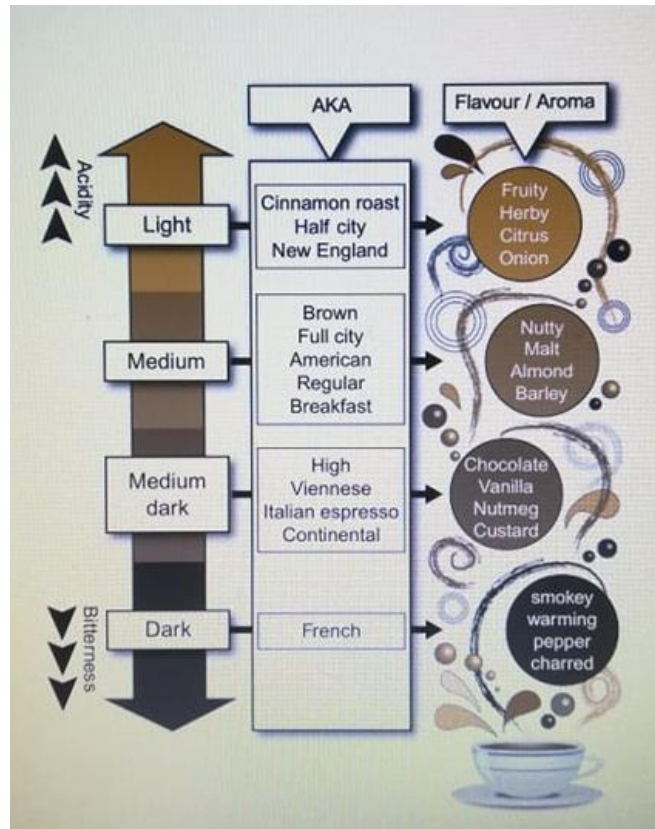 AKA
Flavour / Aroma
Acidity
Light
Cinnamon roast
Half city
New England
Fruity
Herby
Citrus
Onion
Medium
Brown
Full city
American
Regular
Breakfast
Nutty
Malt
Almond
Barley
Medium
dark
High
Viennese
Italian espresso
Continental
Chocolate
Vanilla
Nutmeg
Custard
Bitterness
Dark
French
smokey
warming
pepper
charred